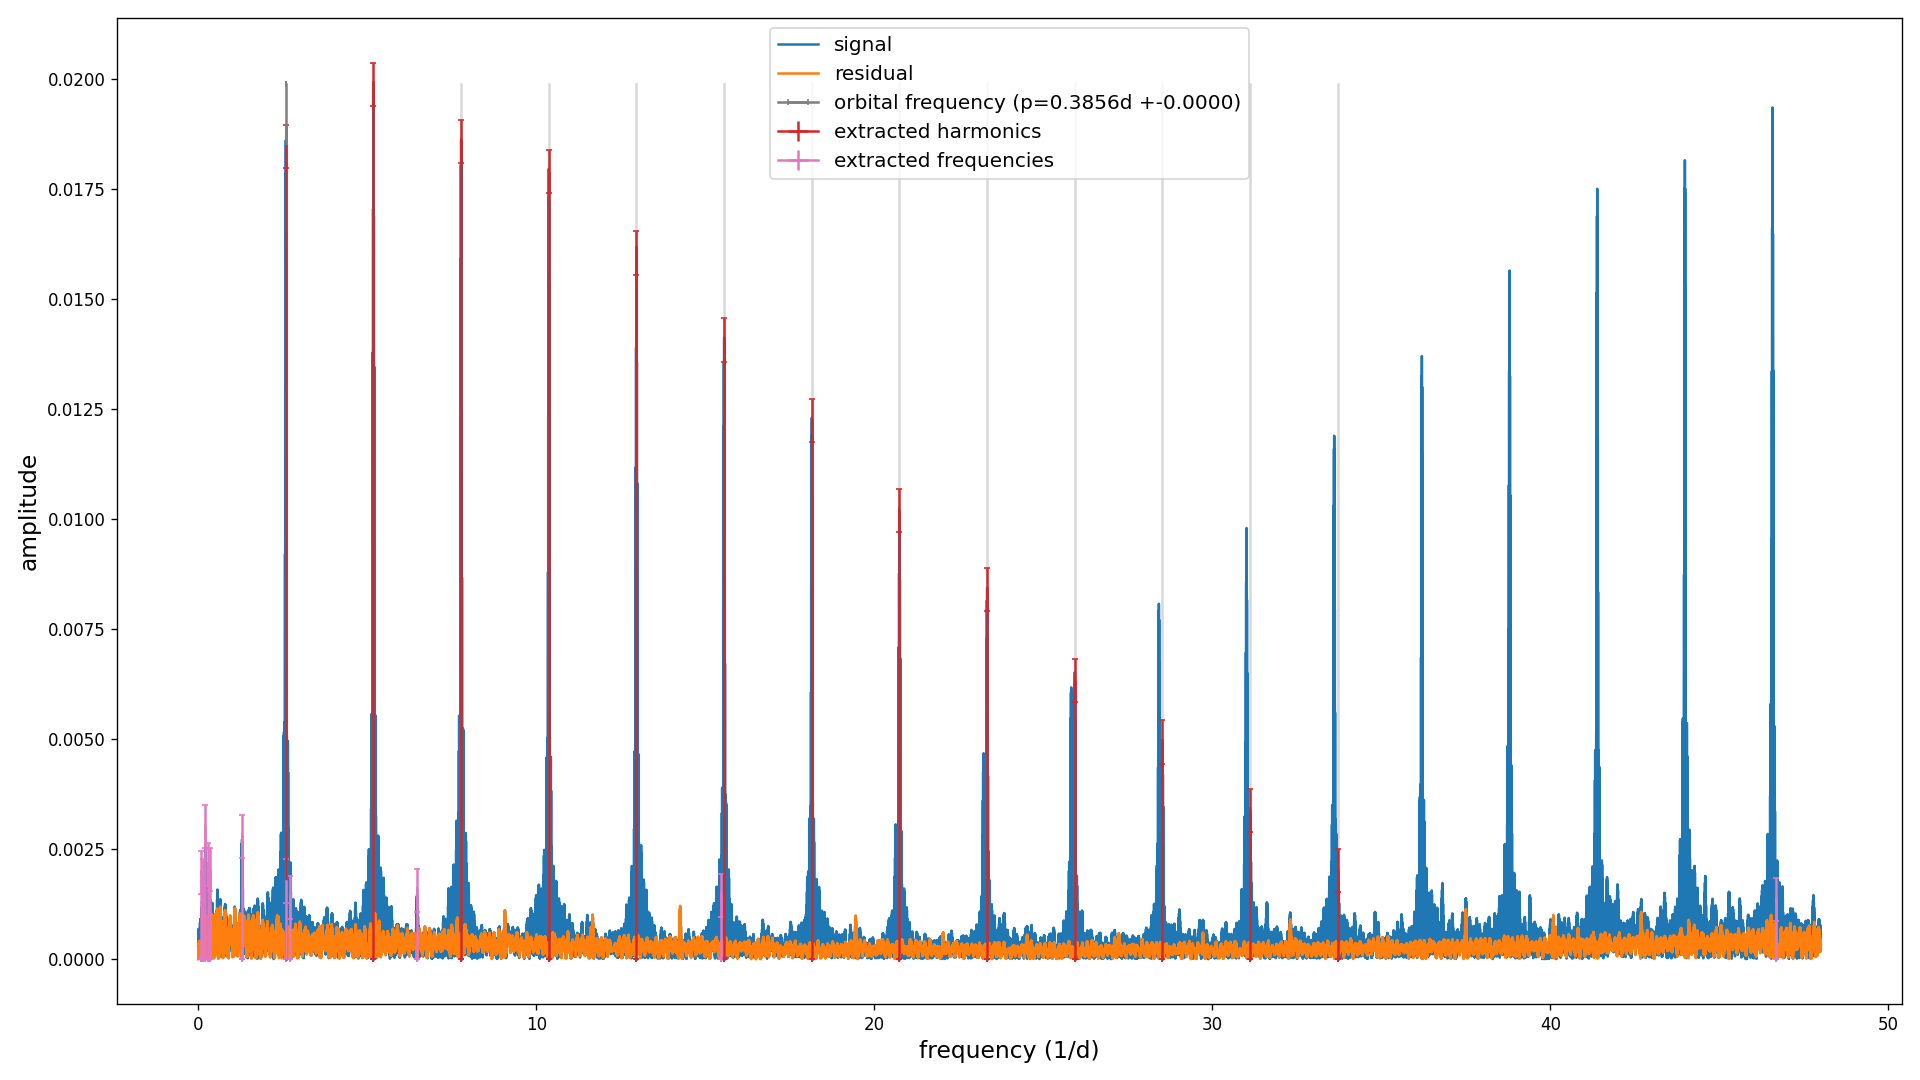 signal
residual
orbital frequency (p=0.3856d +-0.0000)
extracted harmonics
extracted frequencies
amplitude
0.0200
0.0175
0.0150
0.0125
0.0100
0.0075
0.0050
0.0025
0.0000
0 10 20 30 40 50
frequency (1/d)